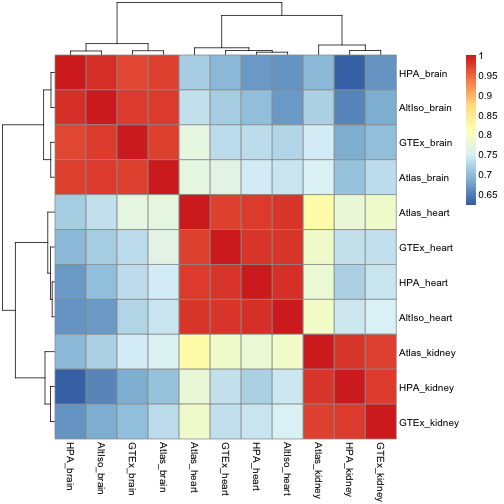 1
0.95
0.9
0.85
0.8
0.75
0.7
0.65
HPA_brain
AltIso_brain
GTEx_brain
Atlas_brain
Atlas_heart
GTEx_heart
HPA_heart
AltIso_heart
Atlas_kidney
HPA_kidney
GTEx_kidney
HPA_brain
AltIso_brain
GTEx_brain
Atlas_brain
Atlas_heart
GTEx_heart
HPA_heart
AltIso_heart
Atlas_kidney
HPA_kidney
GTEx_kidney